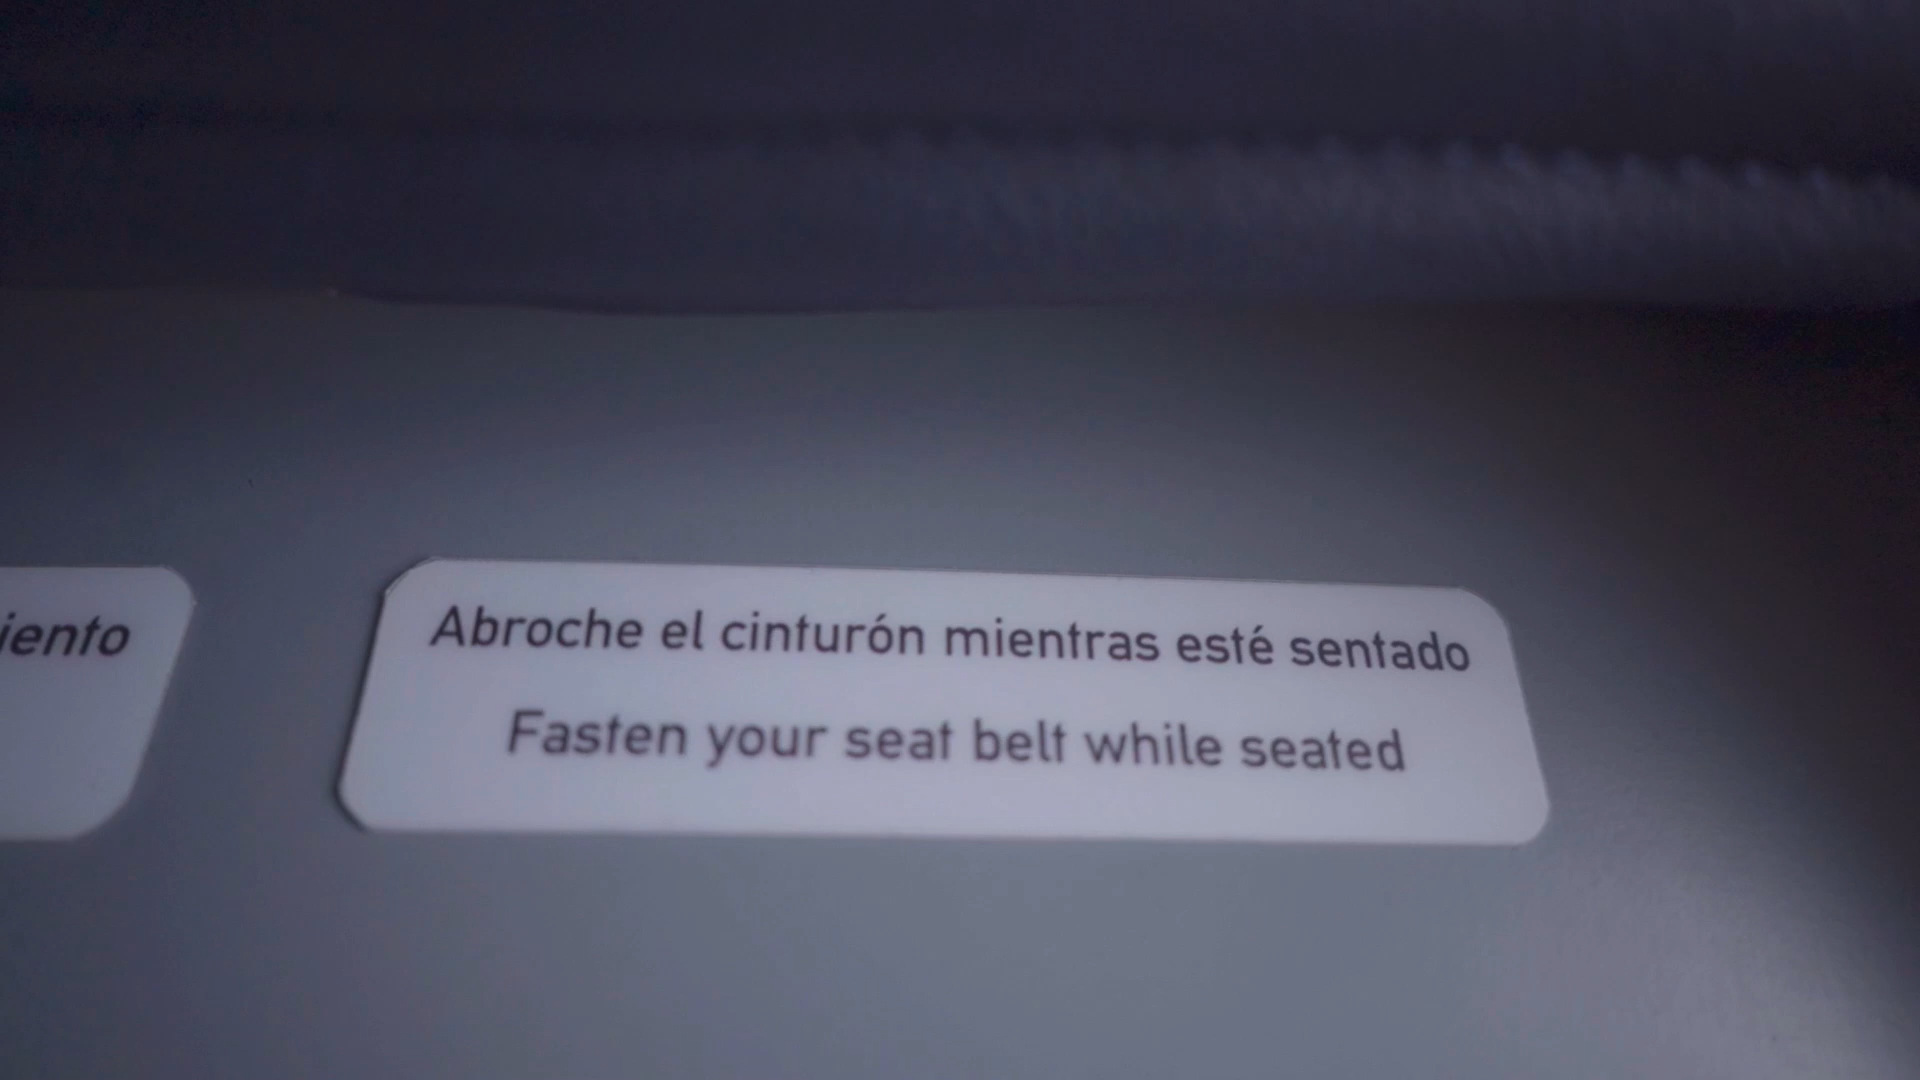 iento
Abroche el cinturón mientras esté sentado
Fasten your seat belt while seated